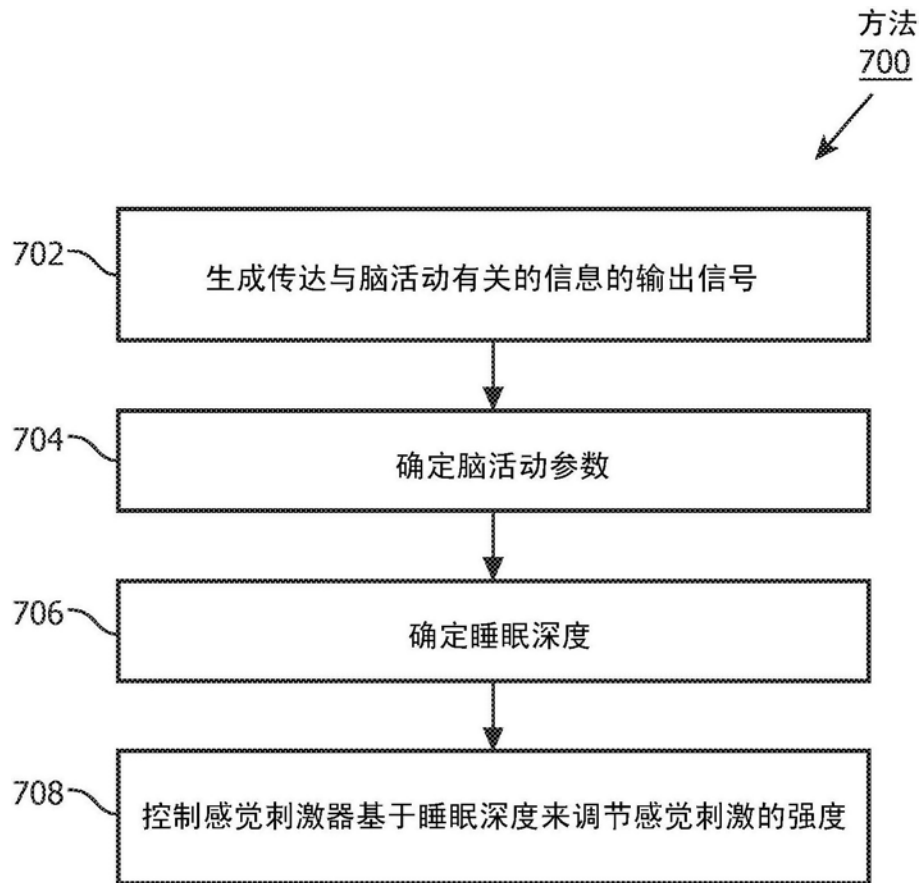 方法
700
702
生成传达与脑活动有关的信息的输出信号
704
确定脑活动参数
706
确定睡眠深度
708
控制感觉刺激器基于睡眠深度来调节感觉刺激的强度